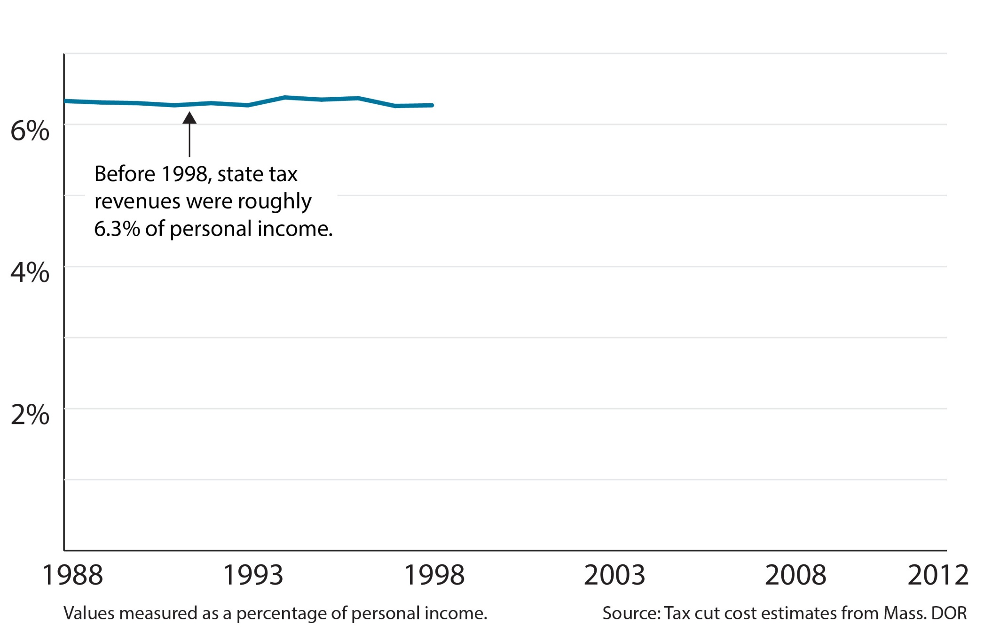 6%
Before 1998, state tax
revenues were roughly
6.3% of personal income.
4%
2%
1988 1993 1998 2003 2008 2012
Values measured as a percentage of personal income. Source: Tax cut cost estimates from Mass. DOR